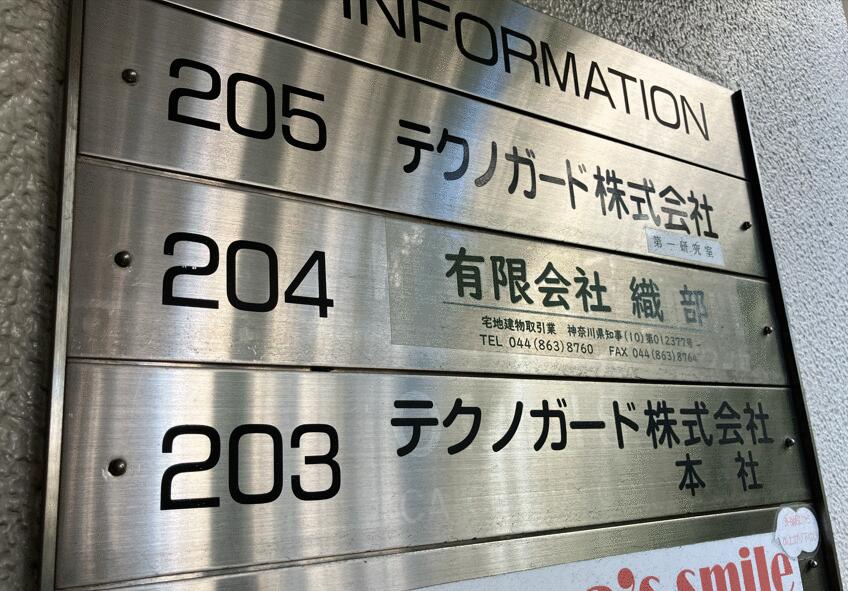 INFORMATION
205 テクノガード株式会社
第一研究室
204 有限会社 織部
宅地建物取引業 神奈川県知事(10)第012377号
TEL 044(863)8760 FAX 044(863)8764
203 テクノガード株式会社
本社
's smile